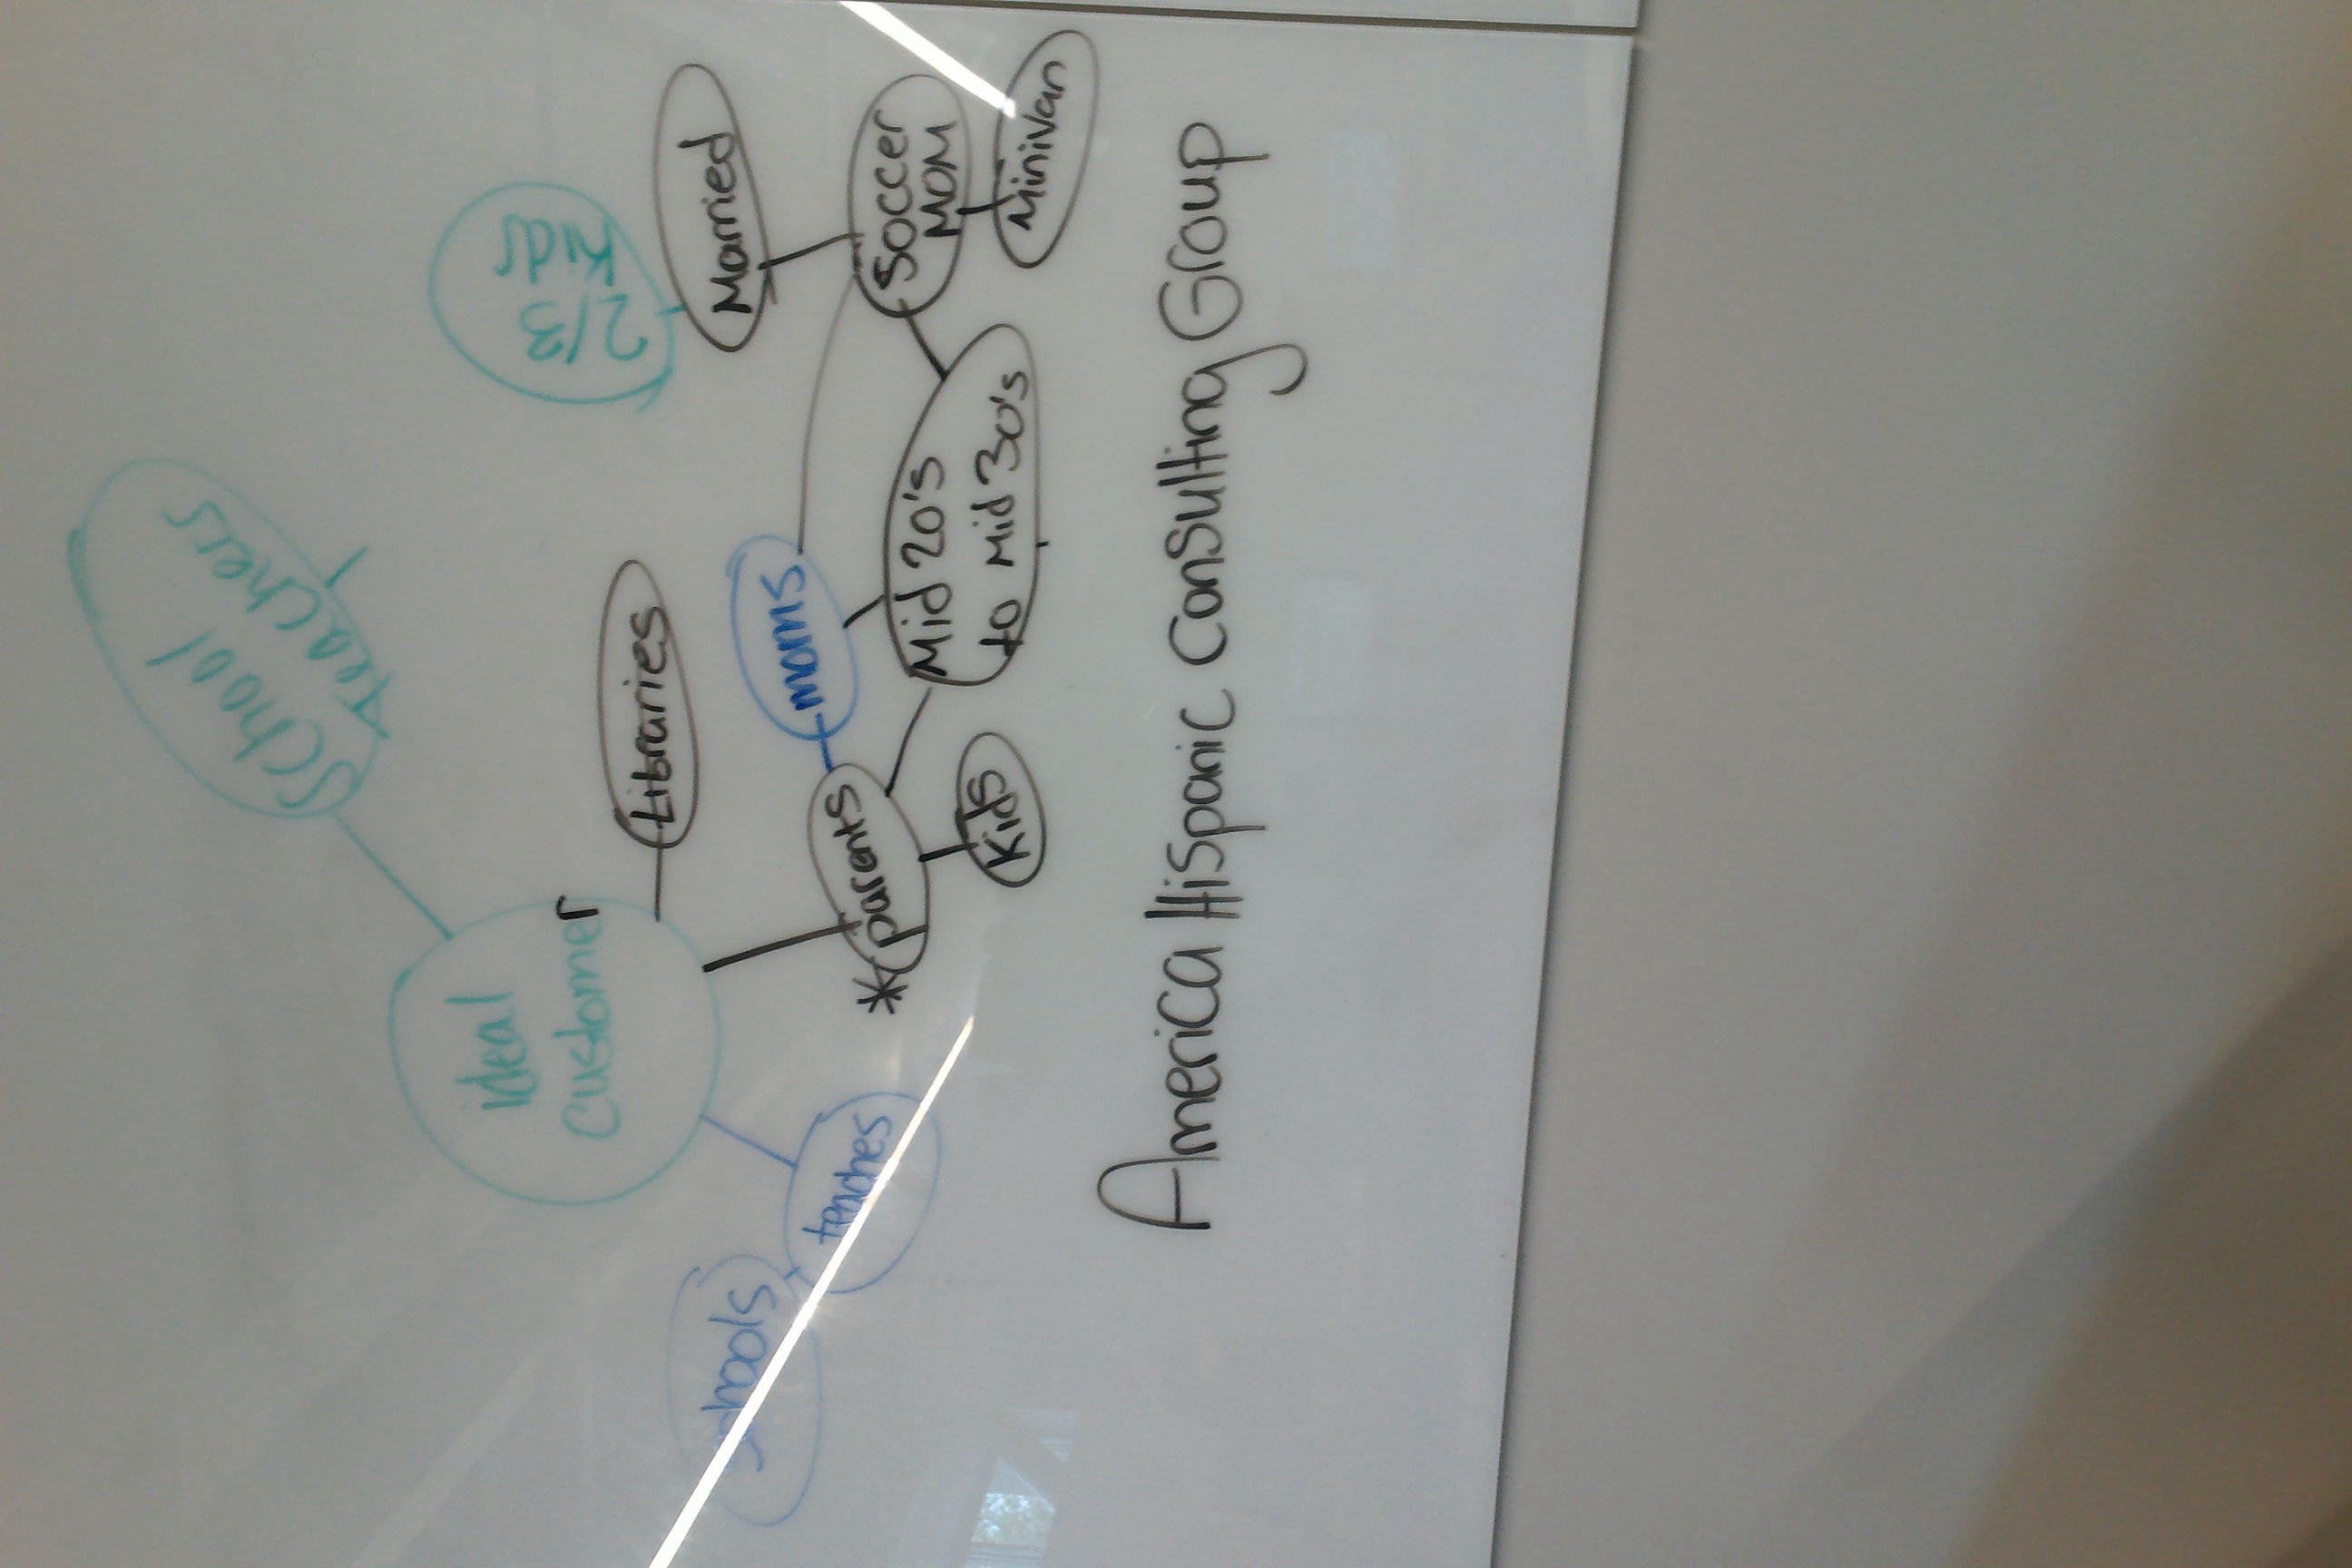 School
Teachers
ideal
customer
2/3
kids
Libraries
schools
Married
moms
teaches
* parents
Soccer
MOM
Mid 20's
to Mid 30's
Kids
Minivan
America Hispanic Consulting Group